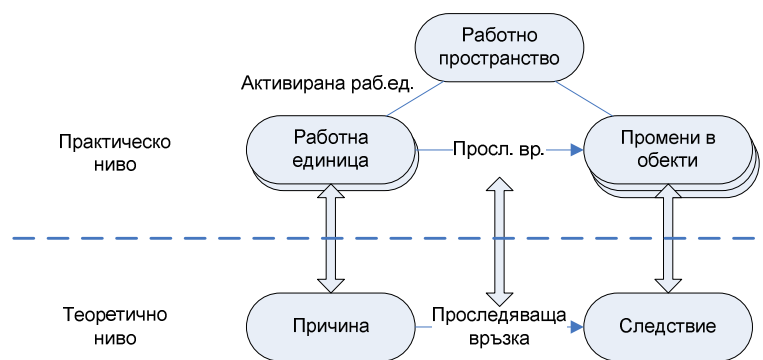 Работно
пространство
Активирана раб.ед.
Практическо
ниво
Работна
единица
Просл. вр.
Промени в
обекти
Теоретично
ниво
Причина
Проследяваща
връзка
Следствие